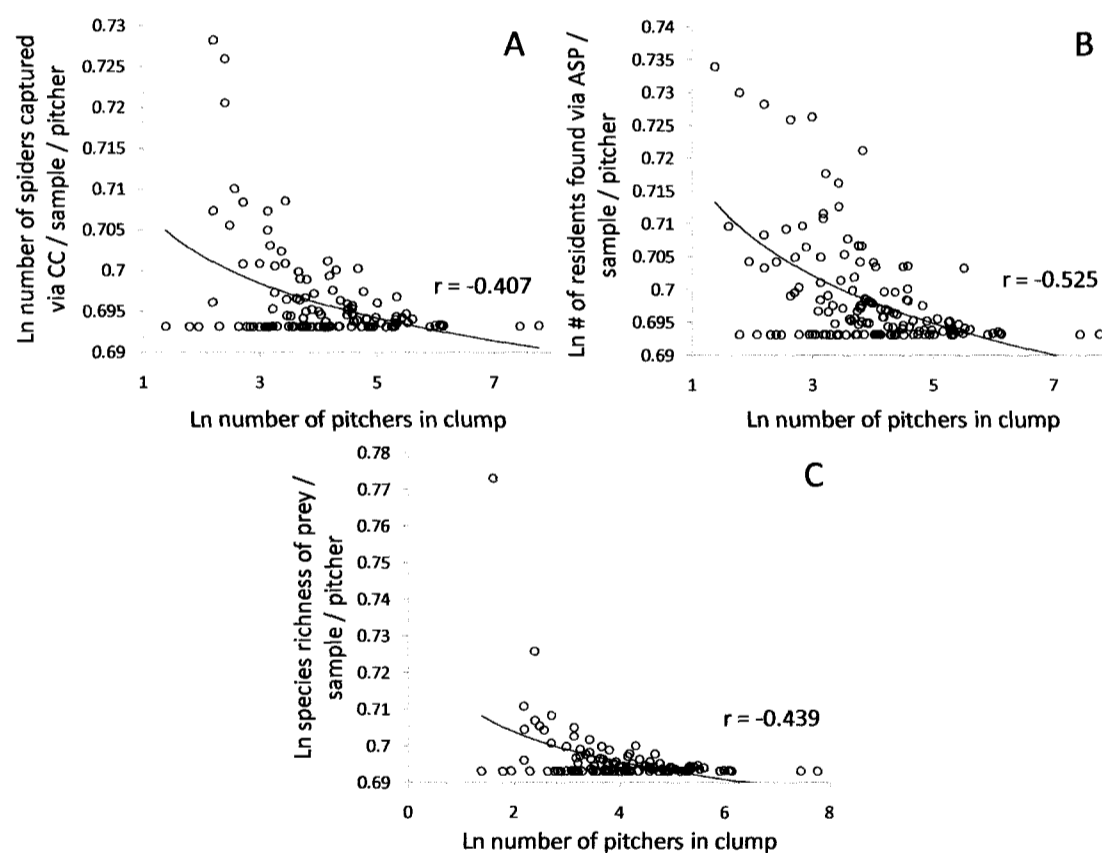 A
Ln number of spiders captured
via CC / sample / pitcher
0.73
0.725
0.72
0.715
0.71
0.705
0.7
0.695
0.69
r = -0.407
1 3 5 7
Ln number of pitchers in clump
B
Ln # of residents found via ASP /
sample / pitcher
0.74
0.735
0.73
0.725
0.72
0.715
0.71
0.705
0.7
0.695
0.69
r = -0.525
1 3 5 7
Ln number of pitchers in clump
C
Ln species richness of prey /
sample / pitcher
0.78
0.77
0.76
0.75
0.74
0.73
0.72
0.71
0.7
0.69
r = -0.439
0 2 4 6 8
Ln number of pitchers in clump